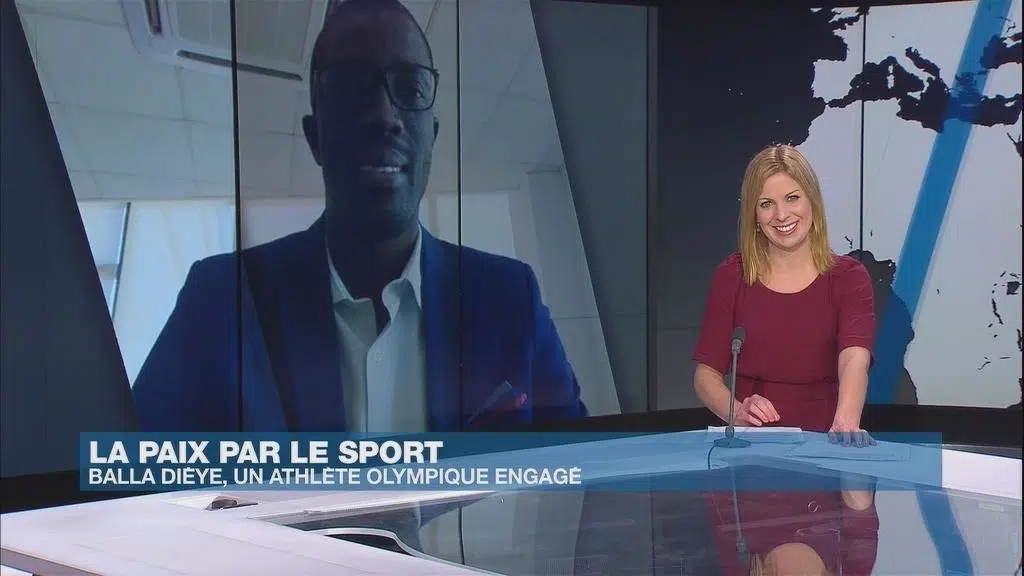 LA PAIX PAR LE SPORT
BALLA DIÈYE, UN ATHLÈTE OLYMPIQUE ENGAGÉ